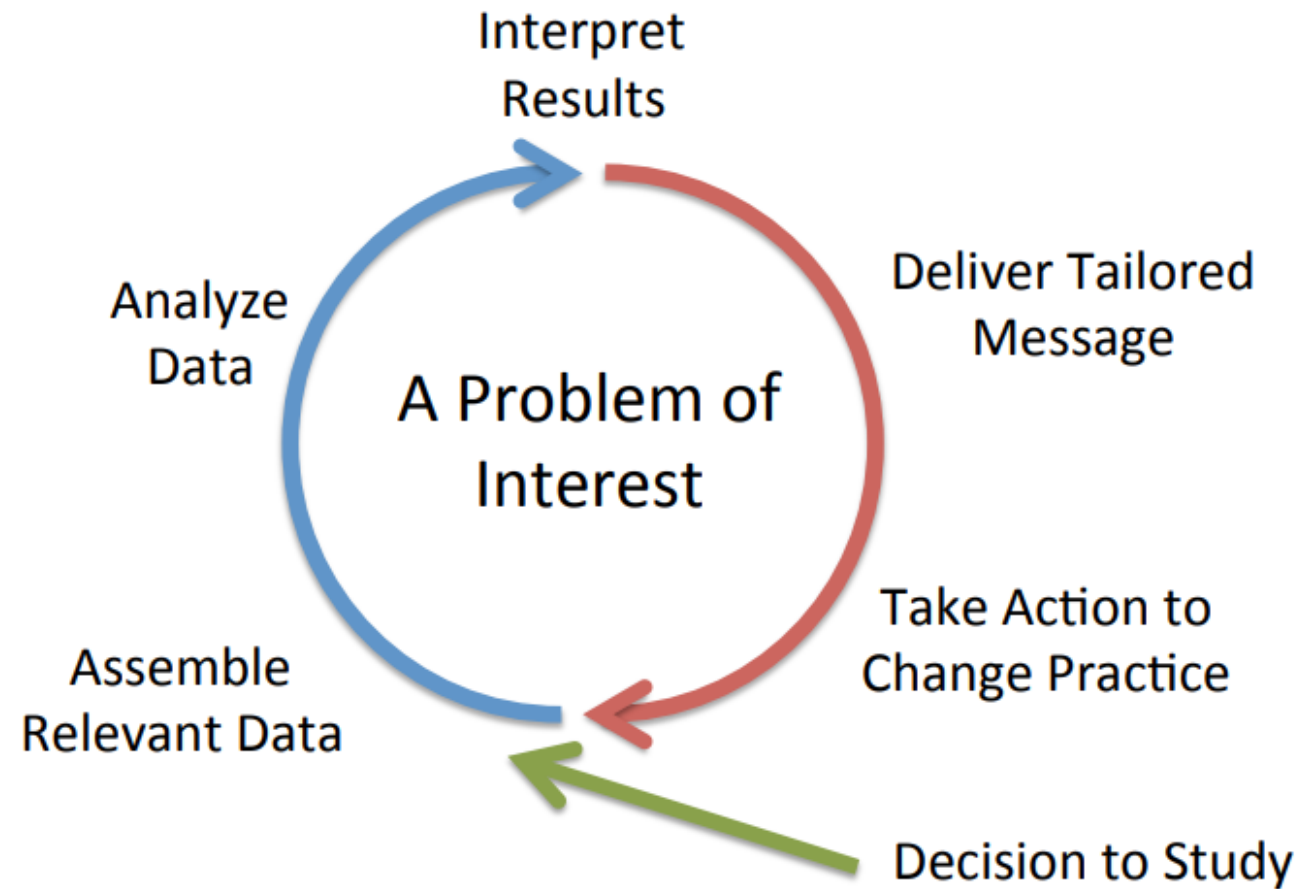 Interpret
Results
Deliver Tailored
Message
Analyze
Data
A Problem of
Interest
Take Action to
Change Practice
Assemble
Relevant Data
Decision to Study